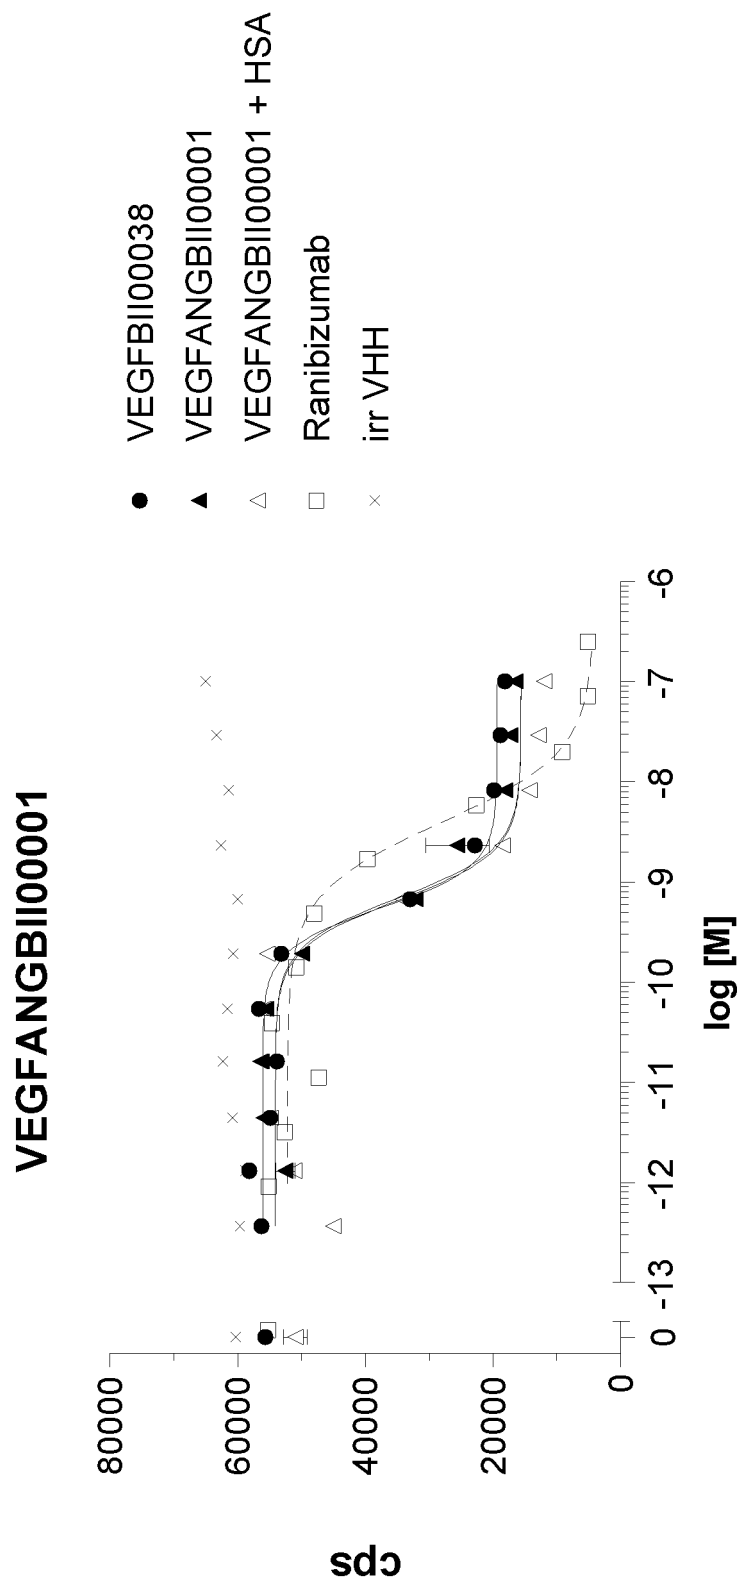 VEGFANGBII00001
VEGFBII00038
VEGFANGBII00001
VEGFANGBII00001 + HSA
Ranibizumab
irr VHH
cps
80000
60000
40000
20000
0
0 -13 -12 -11 -10 -9 -8 -7 -6
log [M]